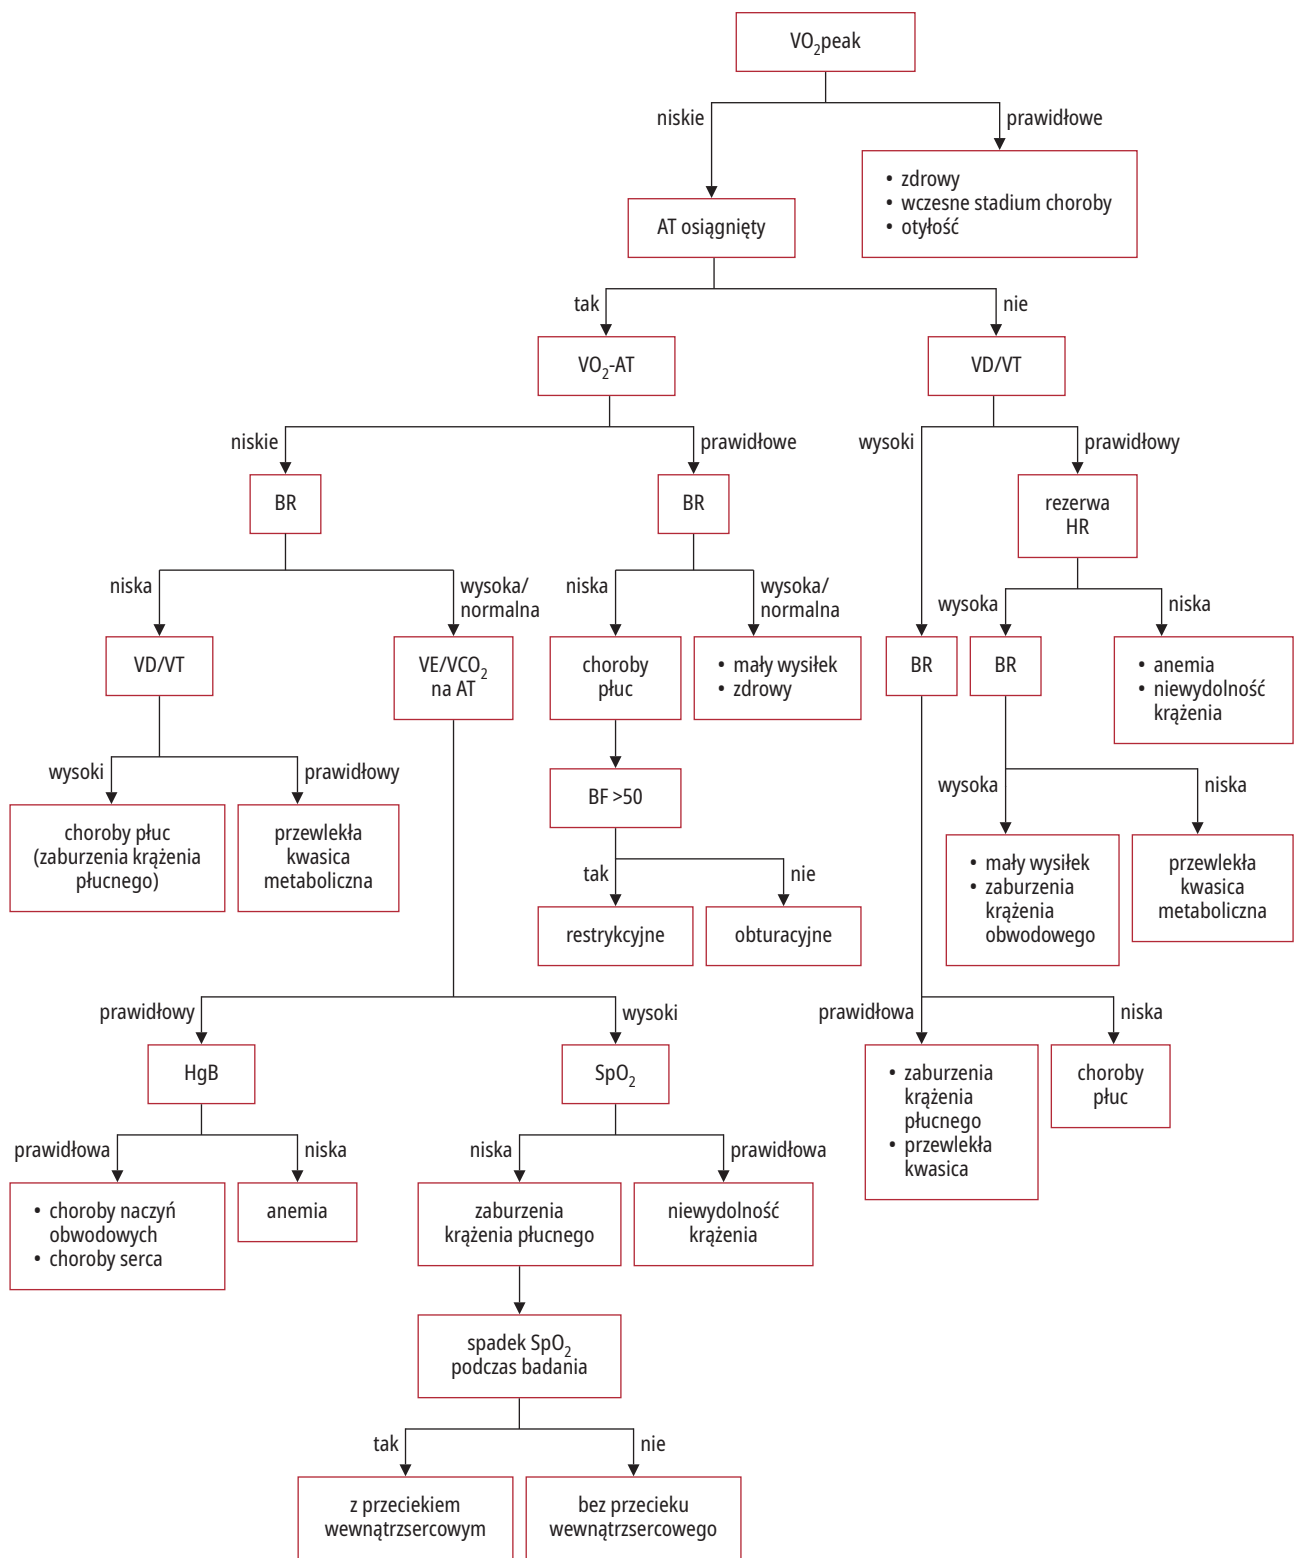 VO₂peak
niskie
prawidłowe
• zdrowy
• wczesne stadium choroby
• otyłość
AT osiągnięty
tak
nie
VO₂-AT
VD/VT
niskie
prawidłowe
wysoki
prawidłowy
BR
BR
rezerwa
HR
niska
wysoka/
normalna
niska
wysoka/
normalna
wysoka
niska
VD/VT
VE/VCO₂
na AT
choroby
płuc
• mały wysiłek
• zdrowy
BR
BR
• anemia
• niewydolność
krążenia
wysoki
prawidłowy
BF >50
wysoka
niska
choroby płuc
(zaburzenia krążenia
płucnego)
przewlekła
kwasica
metaboliczna
tak
nie
• mały wysiłek
• zaburzenia
krążenia
obwodowego
przewlekła
kwasica
metaboliczna
restrykcyjne
obturacyjne
prawidłowy
wysoki
prawidłowa
niska
HgB
SpO₂
• zaburzenia
krążenia
płucnego
• przewlekła
kwasica
choroby
płuc
prawidłowa
niska
niska
prawidłowa
• choroby naczyń
obwodowych
• choroby serca
anemia
zaburzenia
krążenia płucnego
niewydolność
krążenia
spadek SpO₂
podczas badania
tak
nie
z przeciekiem
wewnątrzsercowym
bez przecieku
wewnątrzsercowego